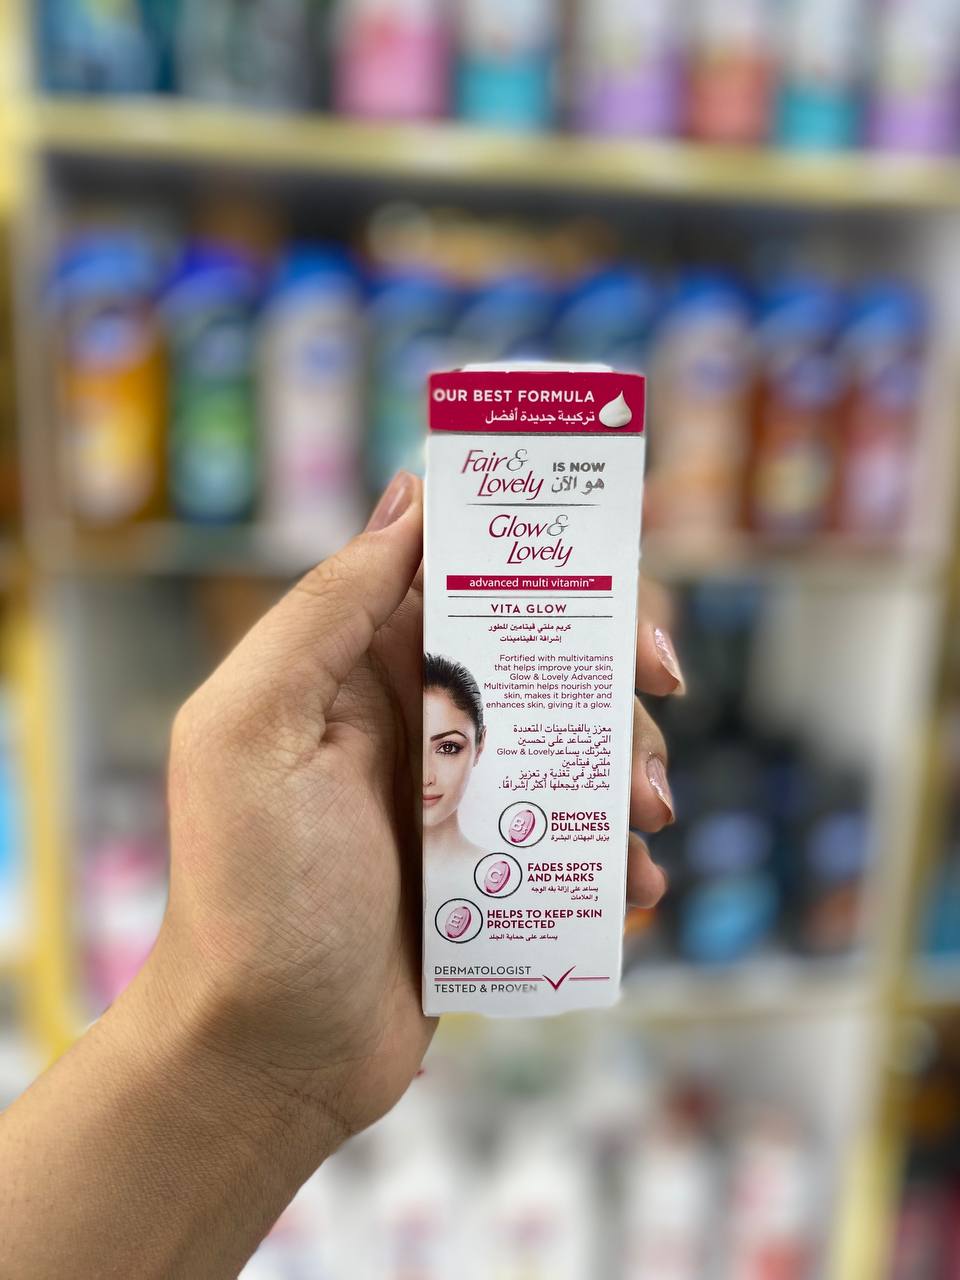 OUR BEST FORMULA
تركيبة جديدة أفضل
Fair &
Lovely
IS NOW
هو الآن
Glow &
Lovely
advanced multi vitamin™
VITA GLOW
كريم ملتي فيتامين للطور
إشراقة الفيتامينات
Fortified with multivitamins
that helps improve your skin,
Glow & Lovely Advanced
Multivitamin helps nourish your
skin, makes it brighter and
enhances skin, giving it a glow.
معزز بالفيتامينات المتعددة
التي تساعد على تحسين
بشرتك، يساعد Glow & Lovely
ملتي فيتامين
المطور في تغذية و تعزيز
بشرتك، ويجعلها أكثر إشراقًا.
B₃
REMOVES
DULLNESS
يزيل البهتان البشرة
C
FADES SPOTS
AND MARKS
يساعد على إزالة بقه الوجه
و العلامات
E
HELPS TO KEEP SKIN
PROTECTED
يساعد على حماية الجلد
DERMATOLOGIST
TESTED & PROVEN